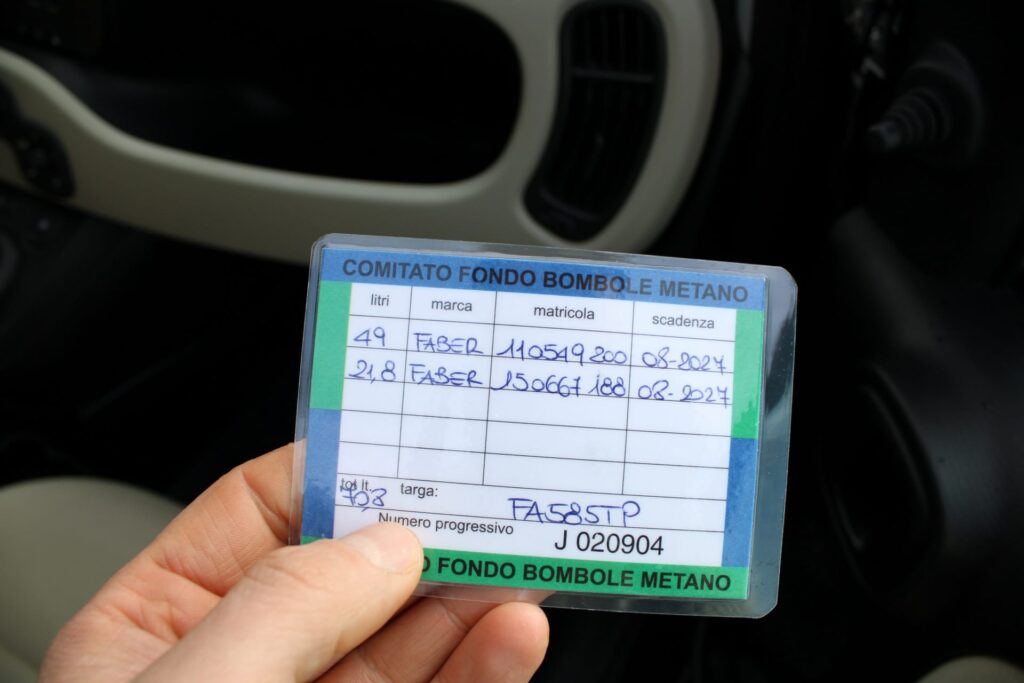 COMITATO FONDO BOMBOLE METANO
litri marca matricola scadenza
49 FABER 110549200 08-2027
21,8 FABER 150667188 08-2027
tot lt. targa:
70,8 FA585TP
Numero progressivo J 020904
FONDO BOMBOLE METANO